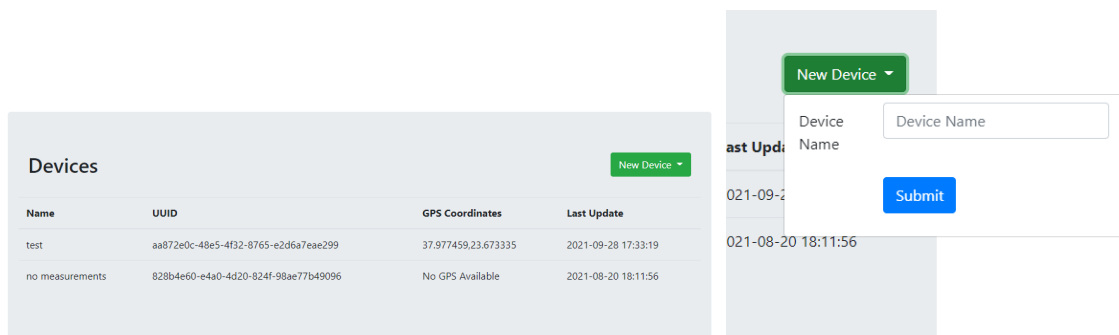 Devices
New Device
Name UUID GPS Coordinates Last Update
test aa872e0c-48e5-4f32-8765-e2d6a7eae299 37.977459,23.673335 2021-09-28 17:33:19
no measurements 828b4e60-e4a0-4d20-824f-98ae77b49096 No GPS Available 2021-08-20 18:11:56
New Device
Device Name
Device Name
ast Upda
021-09-2
Submit
021-08-20 18:11:56